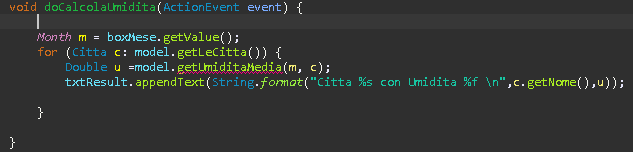 void doCalcolaUmidita(ActionEvent event) {
Month m = boxMese.getValue();
for (Citta c: model.getLeCitta()) {
Double u =model.getUmiditaMedia(m, c);
txtResult.appendText(String.format("Citta %s con Umidita %f \n",c.getNome(),u));
}
}